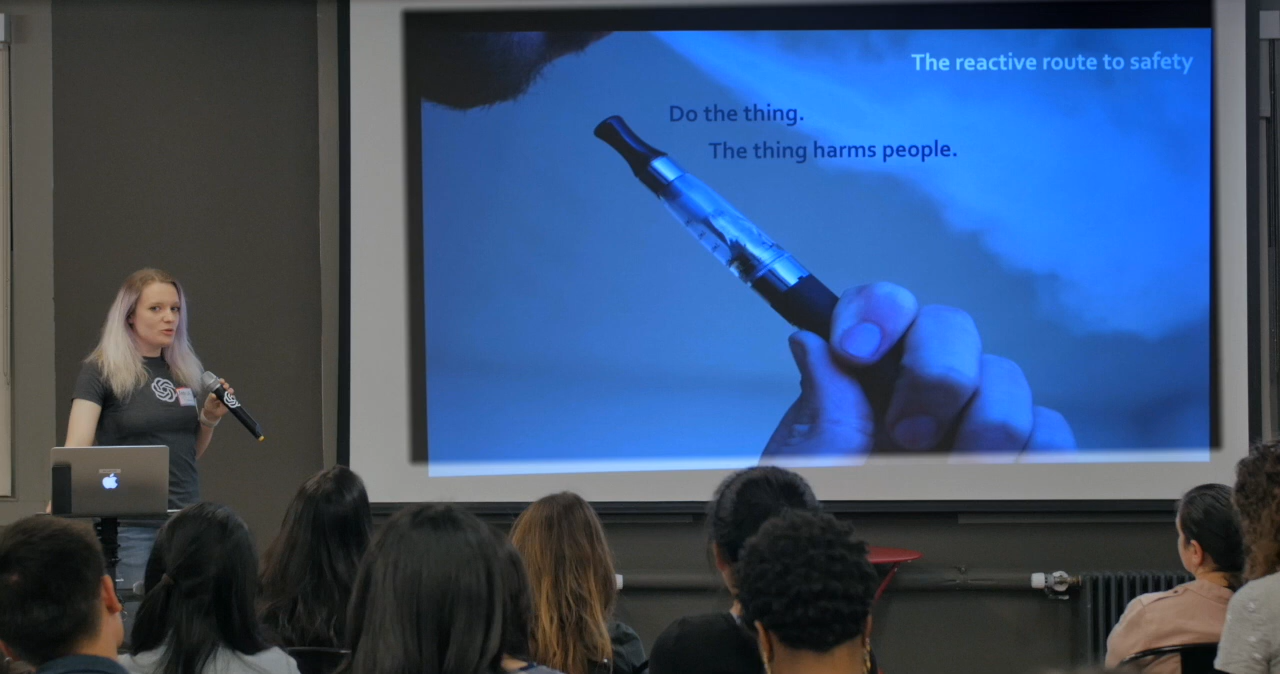 The reactive route to safety
Do the thing.
The thing harms people.